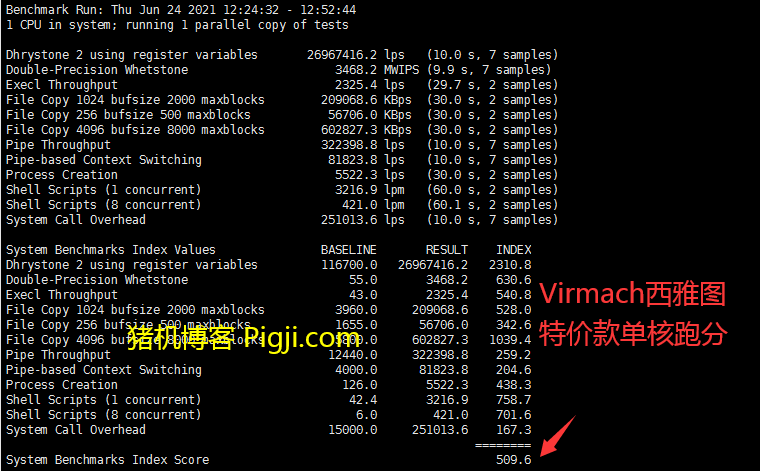 Benchmark Run: Thu Jun 24 2021 12:24:32 - 12:52:44
1 CPU in system; running 1 parallel copy of tests
Dhrystone 2 using register variables 26967416.2 lps (10.0 s, 7 samples)
Double-Precision Whetstone 3468.2 MWIPS (9.9 s, 7 samples)
Execl Throughput 2325.4 lps (29.7 s, 2 samples)
File Copy 1024 bufsize 2000 maxblocks 209068.6 KBps (30.0 s, 2 samples)
File Copy 256 bufsize 500 maxblocks 56706.0 KBps (30.0 s, 2 samples)
File Copy 4096 bufsize 8000 maxblocks 602827.3 KBps (30.0 s, 2 samples)
Pipe Throughput 322398.8 lps (10.0 s, 7 samples)
Pipe-based Context Switching 81823.8 lps (10.0 s, 7 samples)
Process Creation 5522.3 lps (30.0 s, 2 samples)
Shell Scripts (1 concurrent) 3216.9 lpm (60.0 s, 2 samples)
Shell Scripts (8 concurrent) 421.0 lpm (60.1 s, 2 samples)
System Call Overhead 251013.6 lps (10.0 s, 7 samples)
System Benchmarks Index Values BASELINE RESULT INDEX
Dhrystone 2 using register variables 116700.0 26967416.2 2310.8
Double-Precision Whetstone 55.0 3468.2 630.6
Execl Throughput 43.0 2325.4 540.8
File Copy 1024 bufsize 2000 maxblocks 3960.0 209068.6 528.0
File Copy 256 bufsize 500 maxblocks 1655.0 56706.0 342.6
File Copy 4096 bufsize 8000 maxblocks 5800.0 602827.3 1039.4
Pipe Throughput 12440.0 322398.8 259.2
Pipe-based Context Switching 4000.0 81823.8 204.6
Process Creation 126.0 5522.3 438.3
Shell Scripts (1 concurrent) 42.4 3216.9 758.7
Shell Scripts (8 concurrent) 6.0 421.0 701.6
System Call Overhead 15000.0 251013.6 167.3
========
System Benchmarks Index Score 509.6
Virmach西雅图
特价款单核跑分
猪机博客 Pigji.com